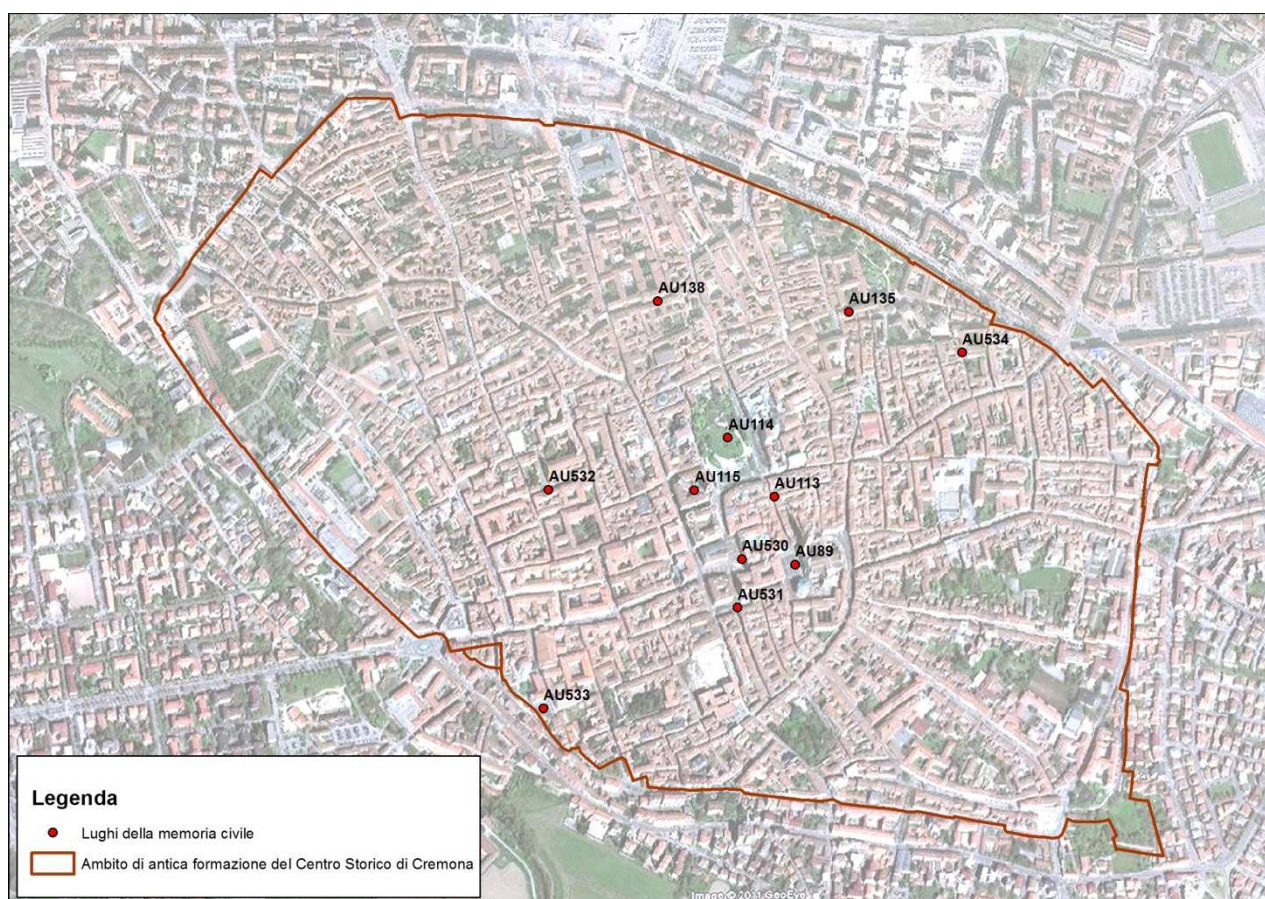 AU138
AU135
AU534
AU114
AU532
AU115
AU113
AU530
AU89
AU531
AU533
Legenda
Lughi della memoria civile
Ambito di antica formazione del Centro Storico di Cremona
Image © 2011 GeoEye